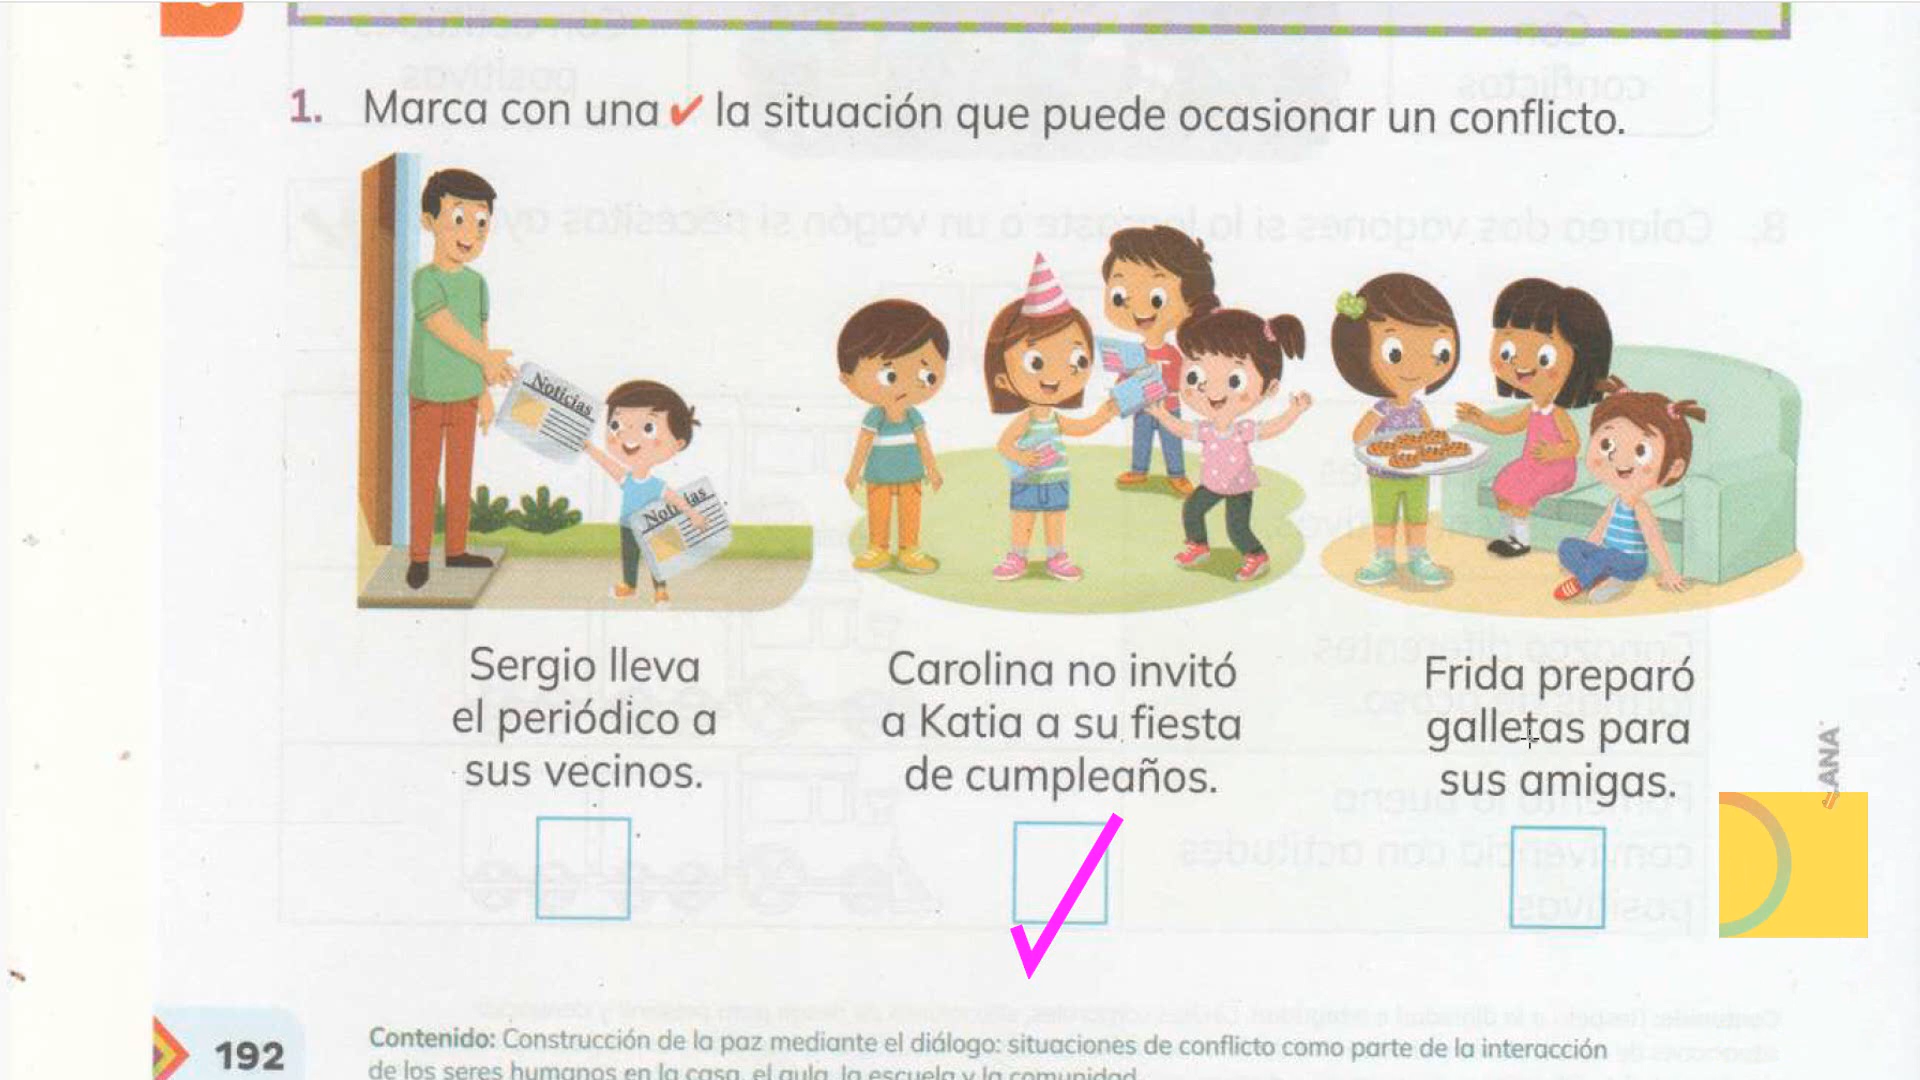 1. Marca con una ✔ la situación que puede ocasionar un conflicto.
Noticias
Sergio lleva
el periódico a
sus vecinos.
Carolina no invitó
a Katia a su fiesta
de cumpleaños.
Frida preparó
galletas para
sus amigas.
ANA
192
Contenido: Construcción de la paz mediante el diálogo: situaciones de conflicto como parte de la interacción
de los seres humanos en la casa, el aula, la escuela y la comunidad.